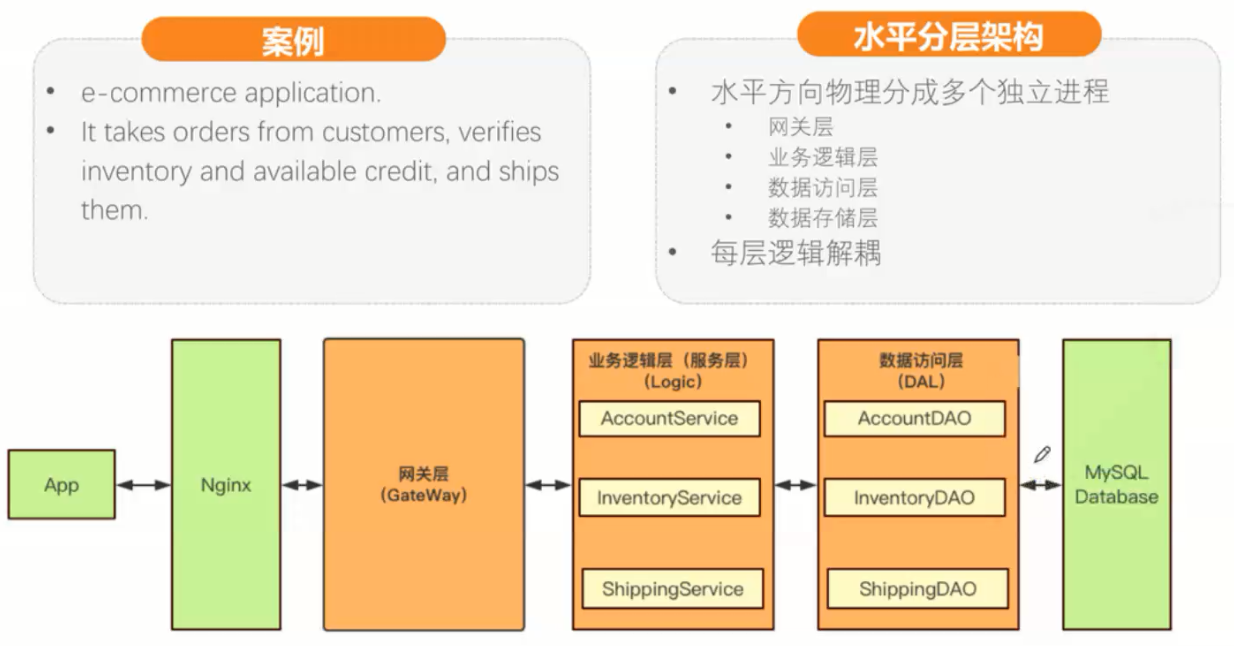 案例
• e-commerce application.
• It takes orders from customers, verifies
inventory and available credit, and ships
them.
水平分层架构
• 水平方向物理分成多个独立进程
• 网关层
• 业务逻辑层
• 数据访问层
• 数据存储层
• 每层逻辑解耦
App
Nginx
网关层
(GateWay)
业务逻辑层（服务层）
(Logic)
AccountService
InventoryService
ShippingService
数据访问层
(DAL)
AccountDAO
InventoryDAO
ShippingDAO
MySQL
Database